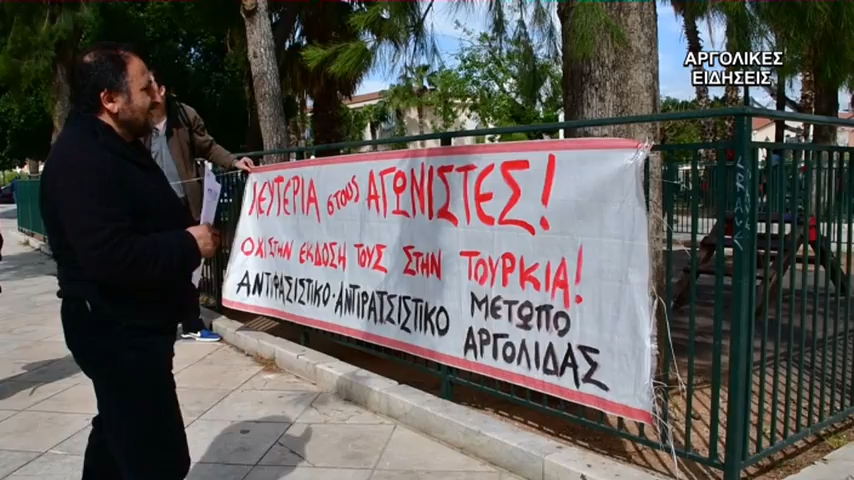 ΑΡΓΟΛΙΚΕΣ
ΕΙΔΗΣΕΙΣ
ΛΕΥΤΕΡΙΑ στους ΑΓΩΝΙΣΤΕΣ!
ΟΧΙ ΣΤΗΝ ΕΚΔΟΣΗ ΤΟΥΣ ΣΤΗΝ ΤΟΥΡΚΙΑ!
ΑΝΤΙΦΑΣΙΣΤΙΚΟ-ΑΝΤΙΡΑΤΣΙΣΤΙΚΟ ΜΕΤΩΠΟ
ΑΡΓΟΛΙΔΑΣ